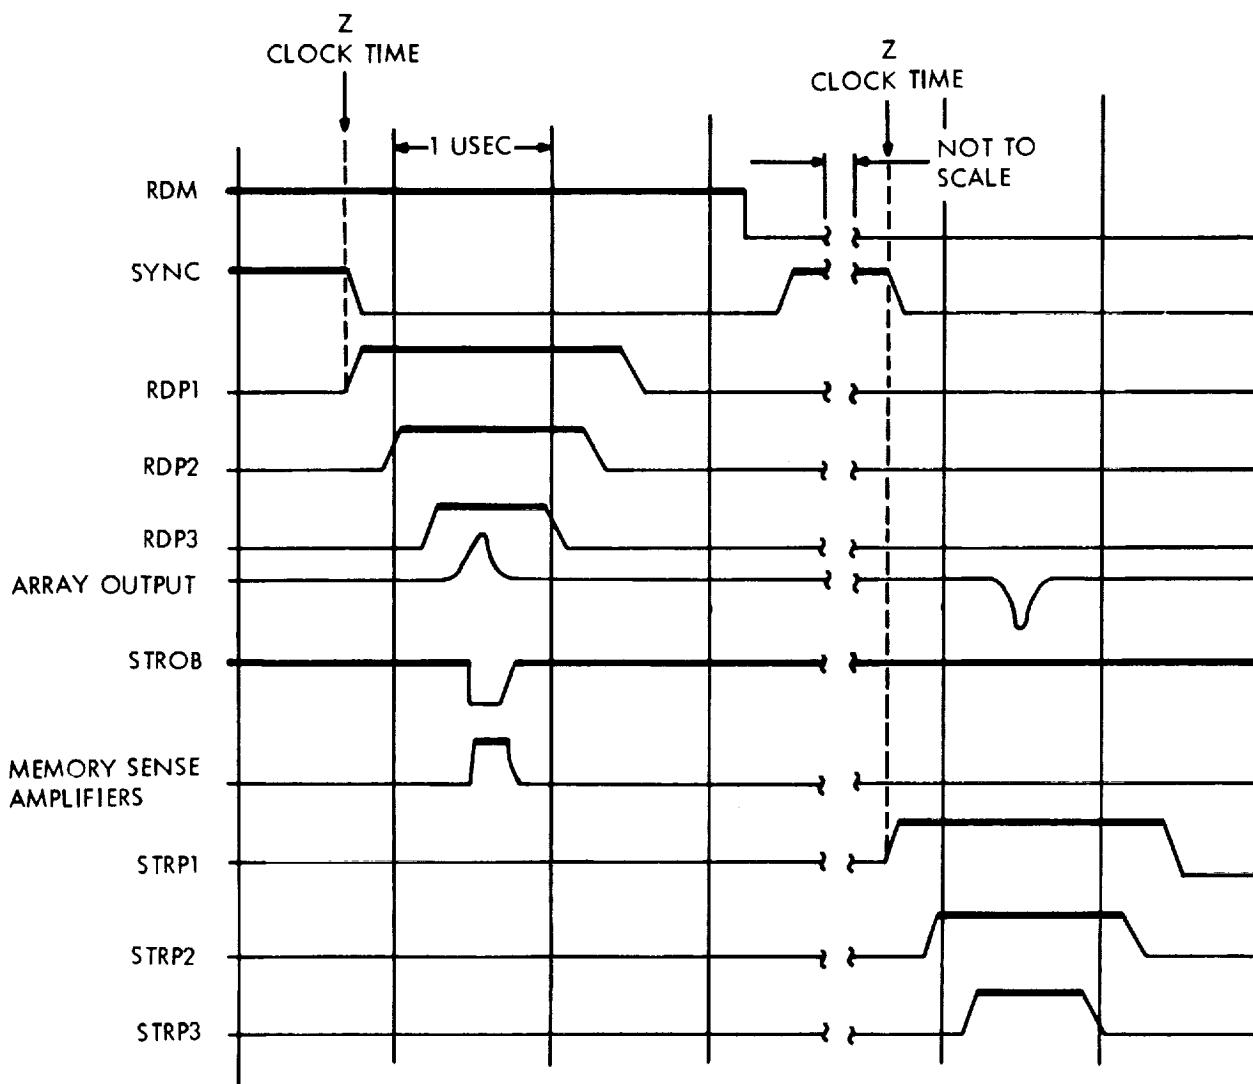 Z
CLOCK TIME
Z
CLOCK TIME
1 USEC
NOT TO
SCALE
RDM
SYNC
RDP1
RDP2
RDP3
ARRAY OUTPUT
STROB
MEMORY SENSE
AMPLIFIERS
STRP1
STRP2
STRP3